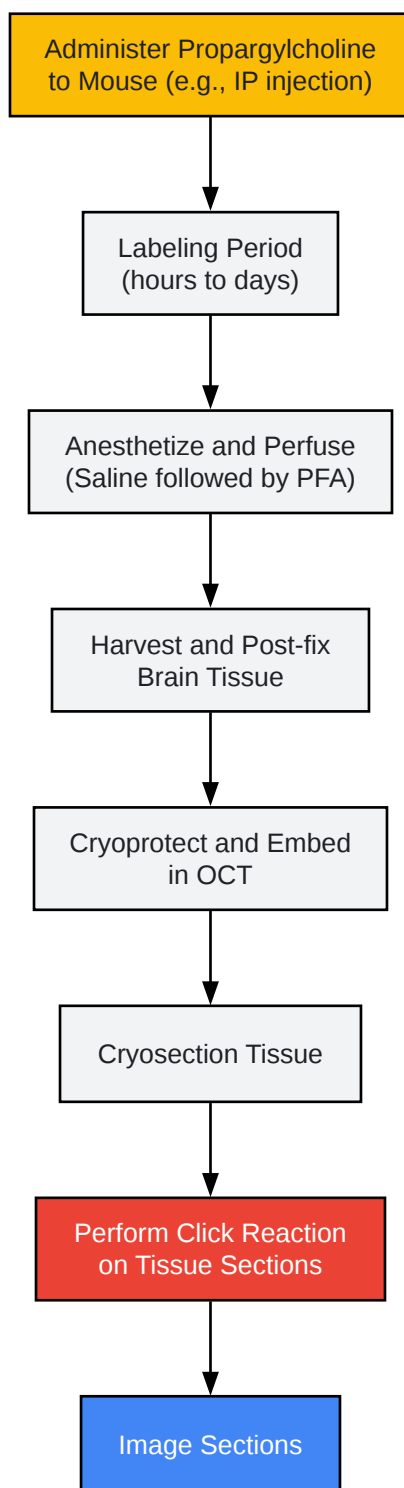 Administer Propargylcholine
to Mouse (e.g., IP injection)
Labeling Period
(hours to days)
Anesthetize and Perfuse
(Saline followed by PFA)
Harvest and Post-fix
Brain Tissue
Cryoprotect and Embed
in OCT
Cryosection Tissue
Perform Click Reaction
on Tissue Sections
Image Sections